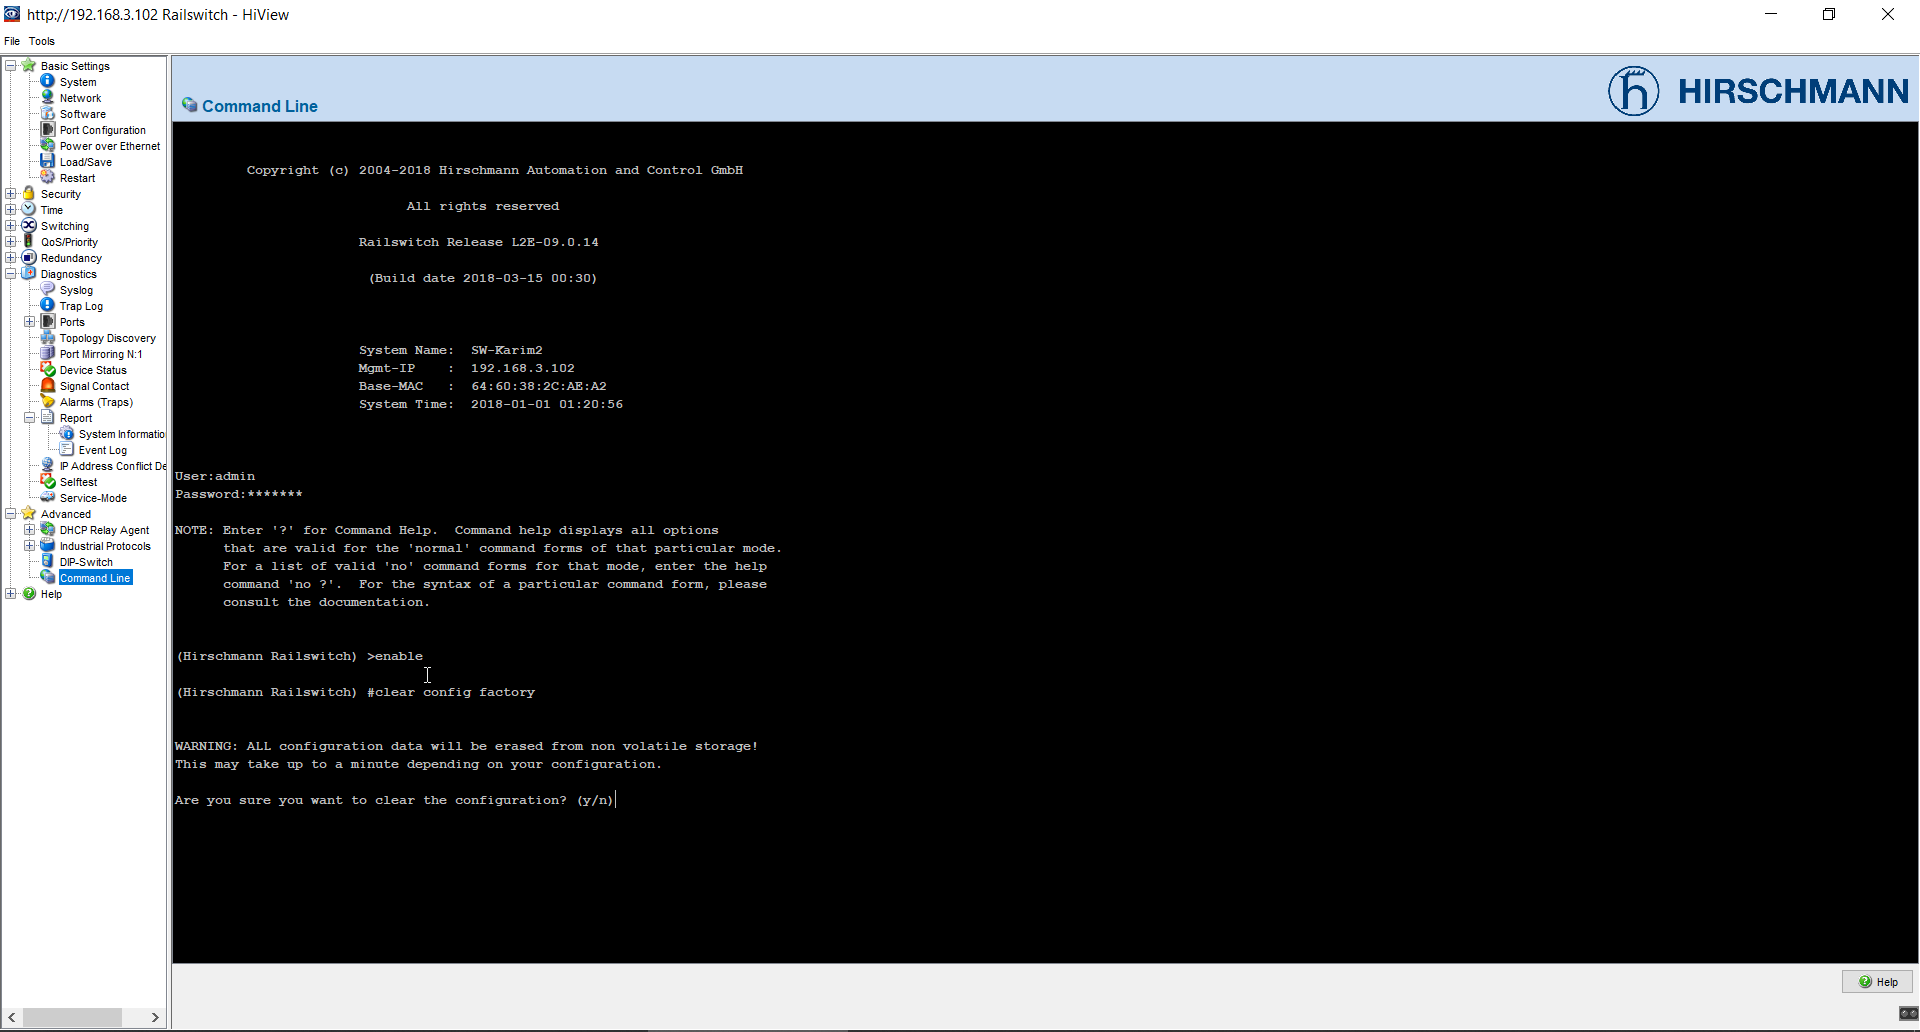 http://192.168.3.102 Railswitch - HiView
File Tools
Basic Settings
System
Network
Software
Port Configuration
Power over Ethernet
Load/Save
Restart
Security
Time
Switching
QoS/Priority
Redundancy
Diagnostics
Syslog
Trap Log
Ports
Topology Discovery
Port Mirroring N:1
Device Status
Signal Contact
Alarms (Traps)
Report
System Informatio
Event Log
IP Address Conflict De
Selftest
Service-Mode
Advanced
DHCP Relay Agent
Industrial Protocols
DIP-Switch
Command Line
Help
Command Line
HIRSCHMANN
Copyright (c) 2004-2018 Hirschmann Automation and Control GmbH
All rights reserved
Railswitch Release L2E-09.0.14
(Build date 2018-03-15 00:30)
System Name: SW-Karim2
Mgmt-IP : 192.168.3.102
Base-MAC : 64:60:38:2C:AE:A2
System Time: 2018-01-01 01:20:56
User:admin
Password:*******
NOTE: Enter '?' for Command Help. Command help displays all options
that are valid for the 'normal' command forms of that particular mode.
For a list of valid 'no' command forms for that mode, enter the help
command 'no ?'. For the syntax of a particular command form, please
consult the documentation.
(Hirschmann Railswitch) >enable
(Hirschmann Railswitch) #clear config factory
WARNING: ALL configuration data will be erased from non volatile storage!
This may take up to a minute depending on your configuration.
Are you sure you want to clear the configuration? (y/n)
Help